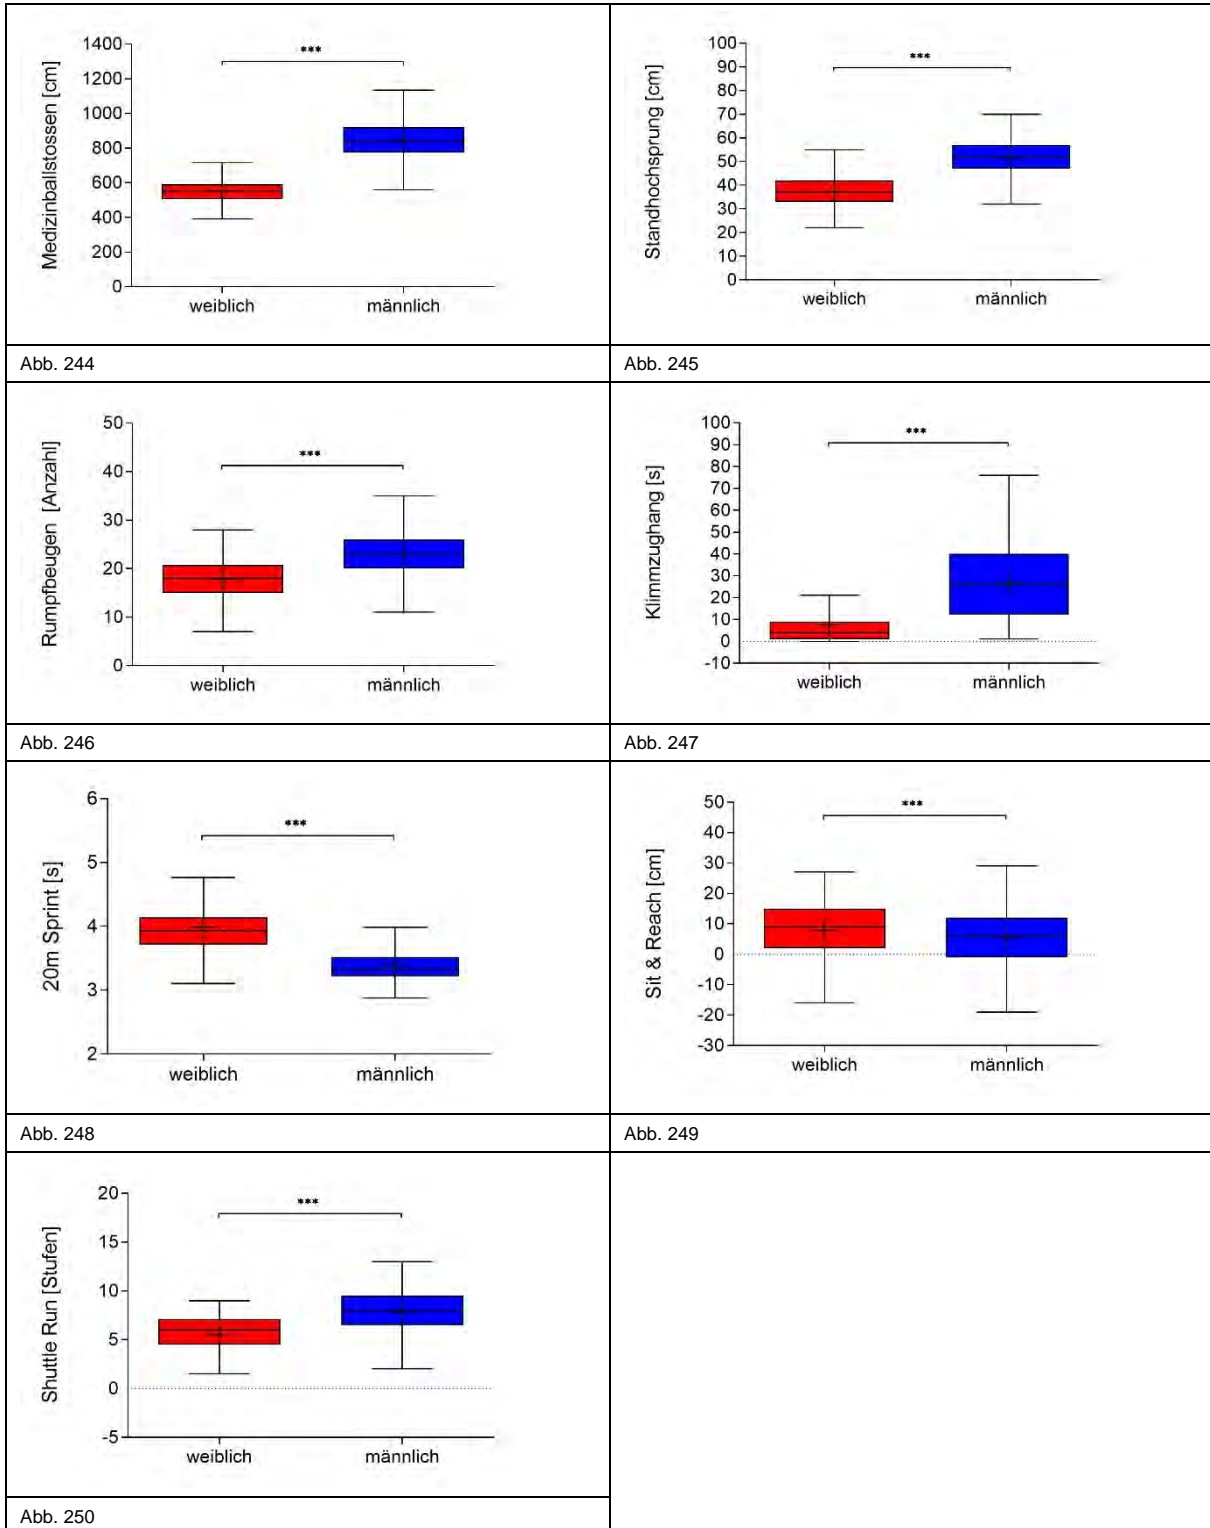 Medizinballstossen [cm]
1400
1200
1000
800
600
400
200
0
***
weiblich
männlich
Abb. 244
Standhochsprung [cm]
100
90
80
70
60
50
40
30
20
10
0
***
weiblich
männlich
Abb. 245
Rumpfbeugen [Anzahl]
50
40
30
20
10
0
***
weiblich
männlich
Abb. 246
Klimmzughang [s]
100
90
80
70
60
50
40
30
20
10
0
-10
***
weiblich
männlich
Abb. 247
20m Sprint [s]
6
5
4
3
2
***
weiblich
männlich
Abb. 248
Sit & Reach [cm]
50
40
30
20
10
0
-10
-20
-30
***
weiblich
männlich
Abb. 249
Shuttle Run [Stufen]
20
15
10
5
0
-5
***
weiblich
männlich
Abb. 250